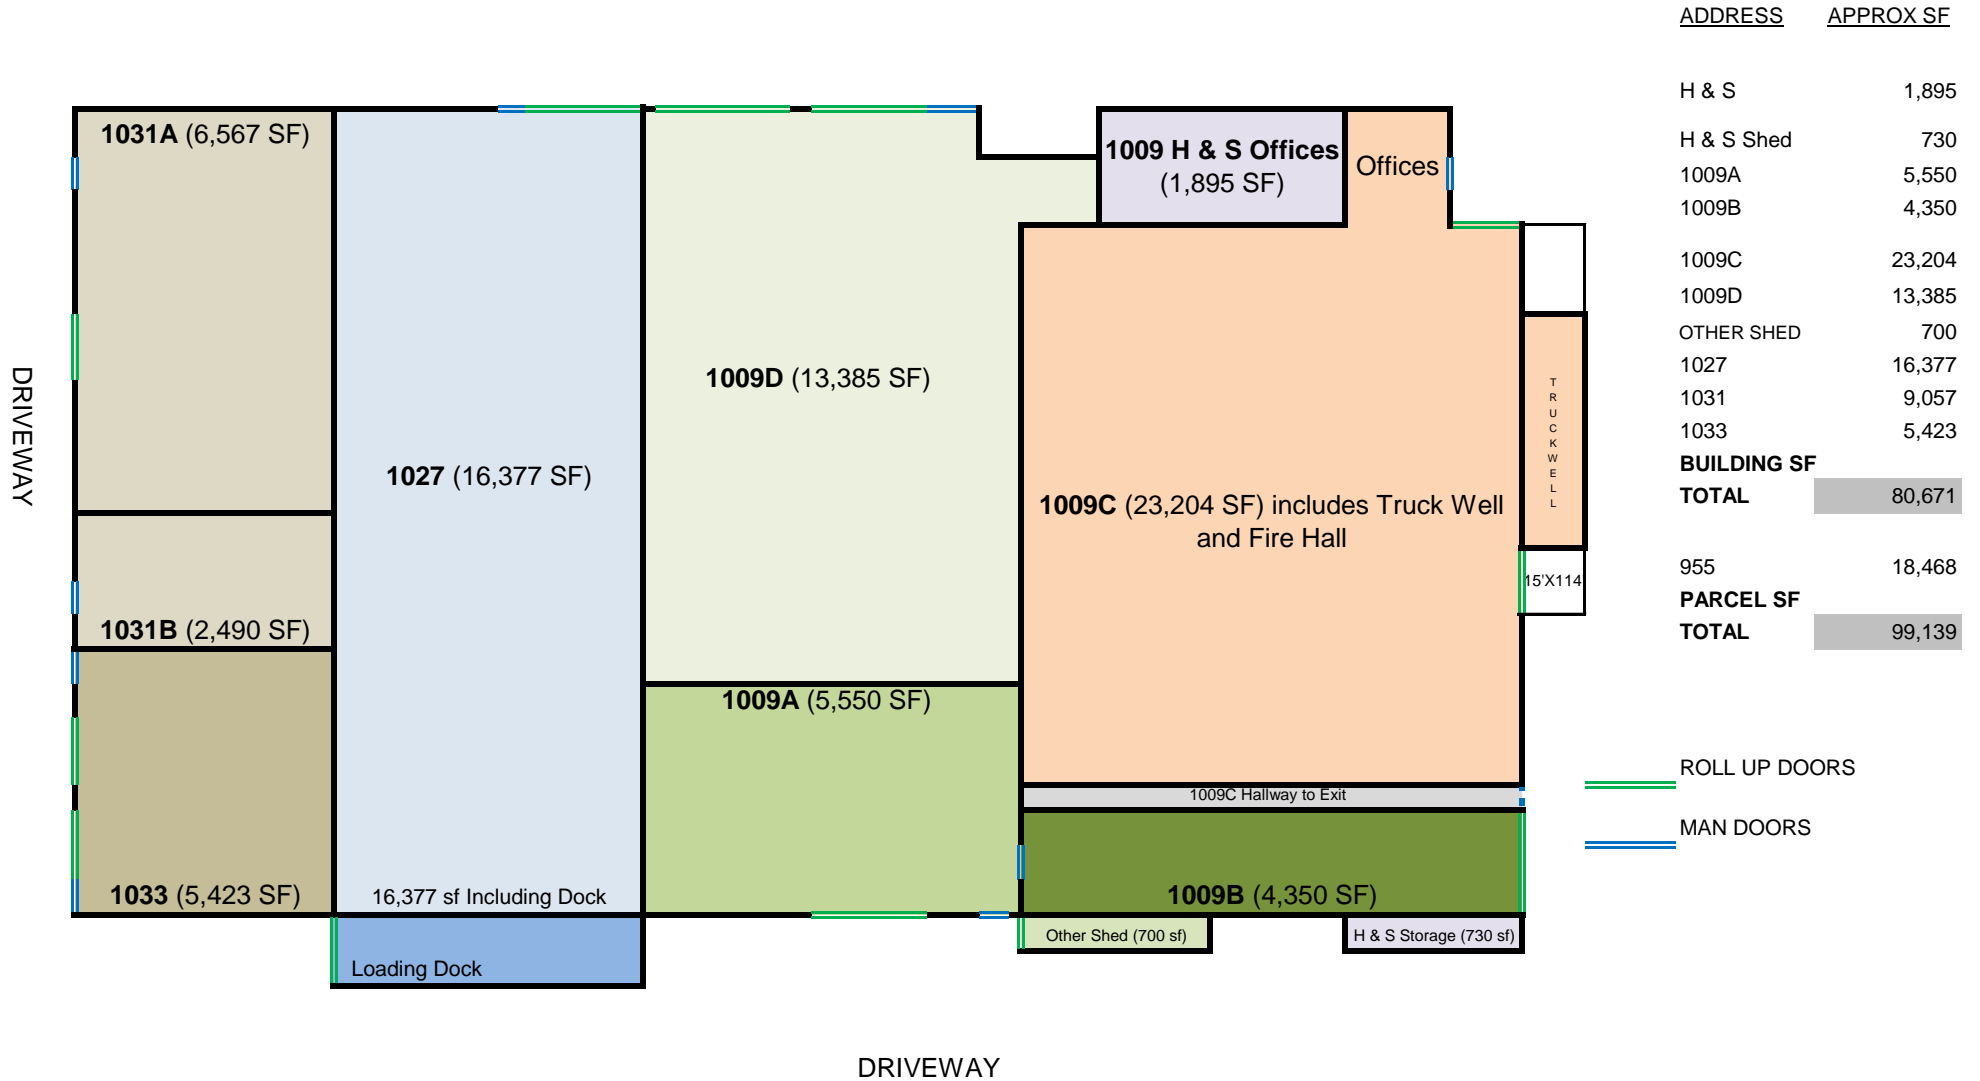 ADDRESS APPROX SF
H & S 1,895
H & S Shed 730
1009A 5,550
1009B 4,350
1009C 23,204
1009D 13,385
OTHER SHED 700
1027 16,377
1031 9,057
1033 5,423
BUILDING SF
TOTAL 80,671
955 18,468
PARCEL SF
TOTAL 99,139
ROLL UP DOORS
MAN DOORS
DRIVEWAY
1031A (6,567 SF)
1031B (2,490 SF)
1033 (5,423 SF)
1027 (16,377 SF)
16,377 sf Including Dock
Loading Dock
1009D (13,385 SF)
1009A (5,550 SF)
1009 H & S Offices
(1,895 SF)
Offices
1009C (23,204 SF) includes Truck Well
and Fire Hall
TRUCKWELL
15'X114'
1009C Hallway to Exit
1009B (4,350 SF)
Other Shed (700 sf)
H & S Storage (730 sf)
DRIVEWAY